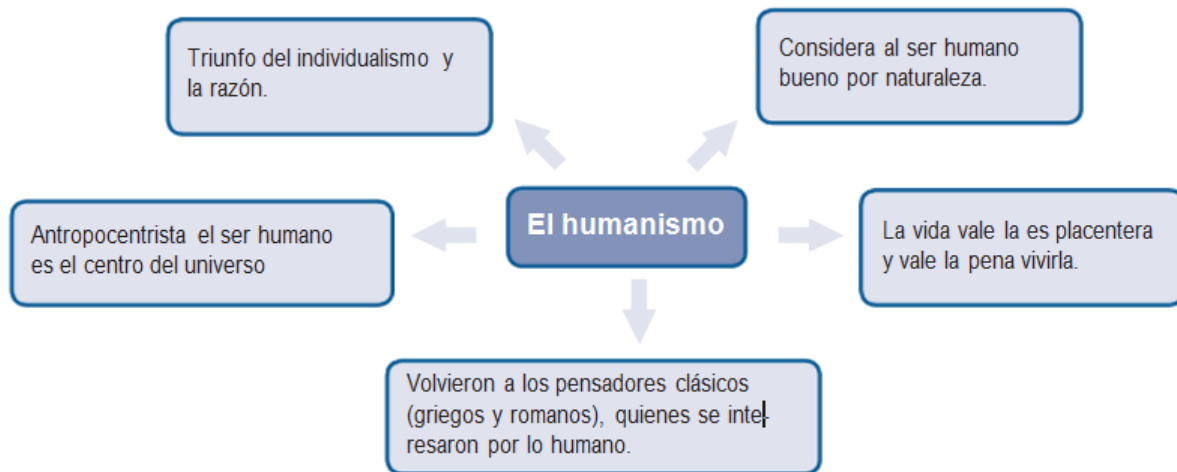 Triunfo del individualismo y
la razón.
Considera al ser humano
bueno por naturaleza.
El humanismo
Antropocentrista el ser humano
es el centro del universo
La vida vale la es placentera
y vale la pena vivirla.
Volvieron a los pensadores clásicos
(griegos y romanos), quienes se inte-
resaron por lo humano.